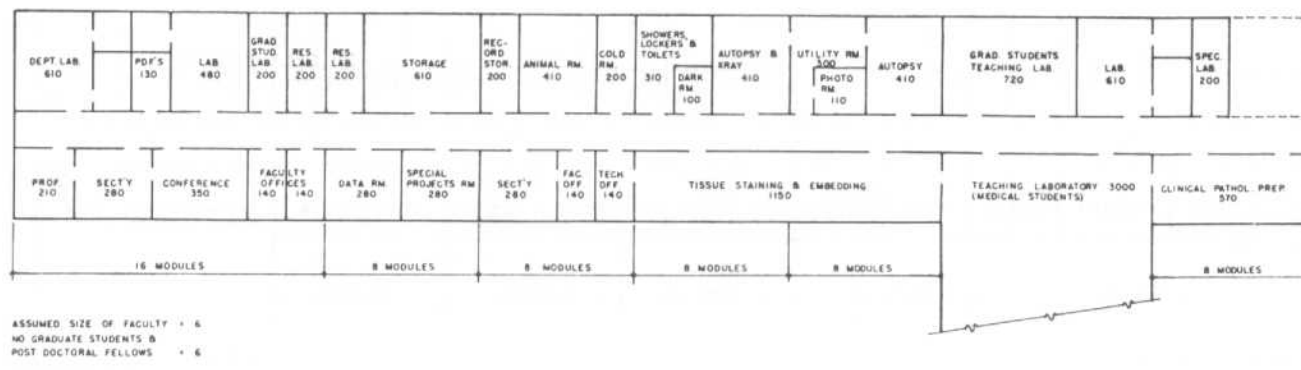 DEPT. LAB.
610
PDF'S
130
LAB
480
GRAD
STUD.
LAB.
200
RES.
LAB.
200
RES.
LAB.
200
STORAGE
610
REC-
ORD
STOR.
200
ANIMAL RM.
410
COLD
RM.
200
SHOWERS,
LOCKERS &
TOILETS
310
DARK
RM
100
AUTOPSY &
XRAY
410
UTILITY RM.
300
PHOTO
RM.
110
AUTOPSY
410
GRAD. STUDENTS
TEACHING LAB.
720
LAB.
610
SPEC.
LAB.
200
PROF.
210
SECT'Y
280
CONFERENCE
350
FACULTY
OFFICES
140 140
DATA RM.
280
SPECIAL
PROJECTS RM
280
SECT'Y
280
FAC.
OFF.
140
TECH.
OFF.
140
TISSUE STAINING & EMBEDDING
1150
TEACHING LABORATORY 3000
(MEDICAL STUDENTS)
CLINICAL PATHOL. PREP.
570
16 MODULES
8 MODULES
8 MODULES
8 MODULES
8 MODULES
8 MODULES
ASSUMED SIZE OF FACULTY = 6
NO GRADUATE STUDENTS &
POST DOCTORAL FELLOWS = 6